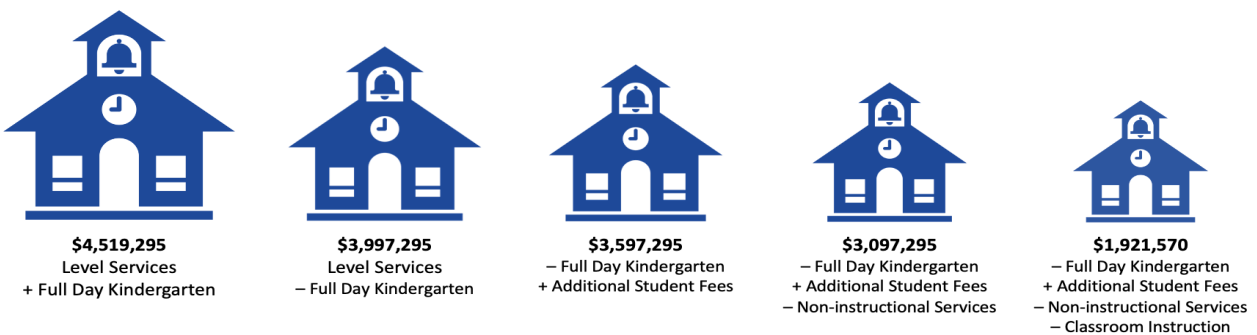 $4,519,295
Level Services
+ Full Day Kindergarten
$3,997,295
Level Services
– Full Day Kindergarten
$3,597,295
– Full Day Kindergarten
+ Additional Student Fees
$3,097,295
– Full Day Kindergarten
+ Additional Student Fees
– Non-instructional Services
$1,921,570
– Full Day Kindergarten
+ Additional Student Fees
– Non-instructional Services
– Classroom Instruction